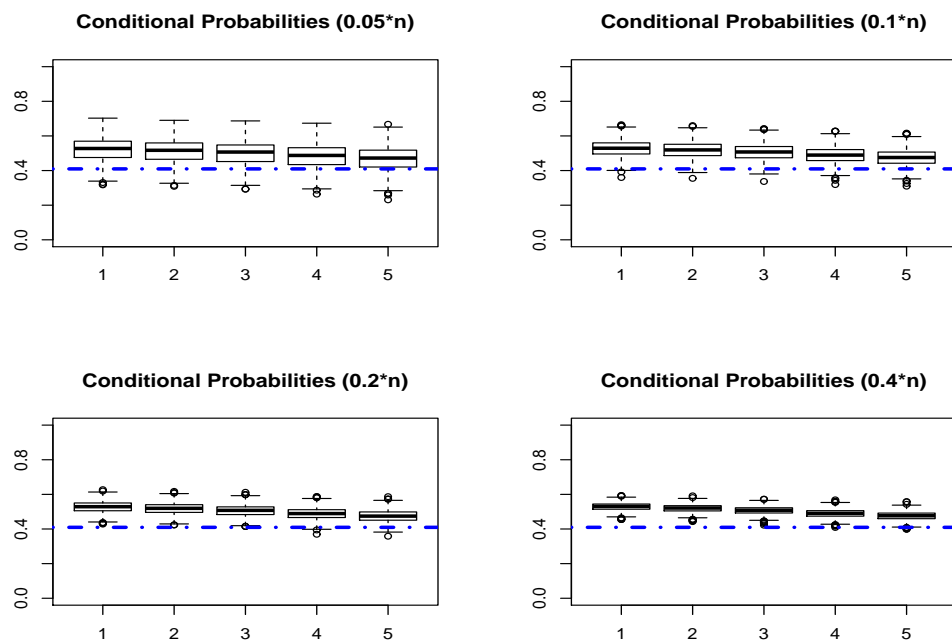 Conditional Probabilities (0.05*n)
0.0 0.4 0.8
1 2 3 4 5
Conditional Probabilities (0.1*n)
0.0 0.4 0.8
1 2 3 4 5
Conditional Probabilities (0.2*n)
0.0 0.4 0.8
1 2 3 4 5
Conditional Probabilities (0.4*n)
0.0 0.4 0.8
1 2 3 4 5